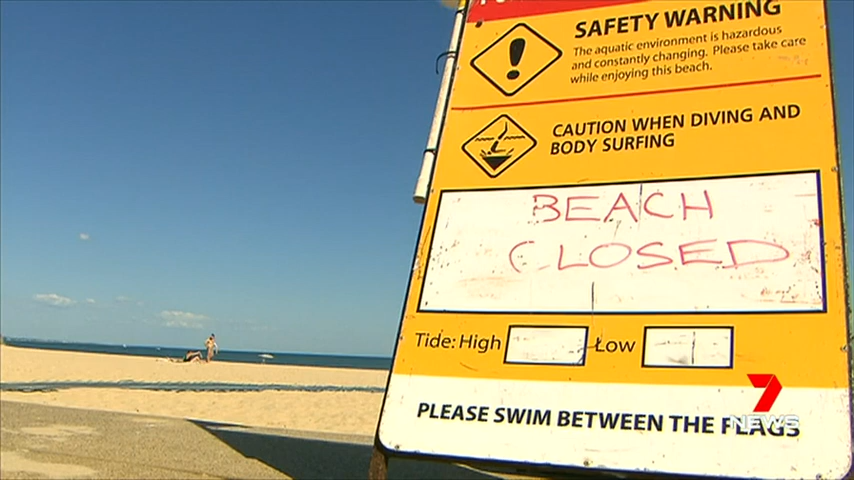 SAFETY WARNING
The aquatic environment is hazardous
and constantly changing. Please take care
while enjoying this beach.
CAUTION WHEN DIVING AND
BODY SURFING
BEACH
CLOSED
Tide: High Low
PLEASE SWIM BETWEEN THE FLAGS
7
NEWS